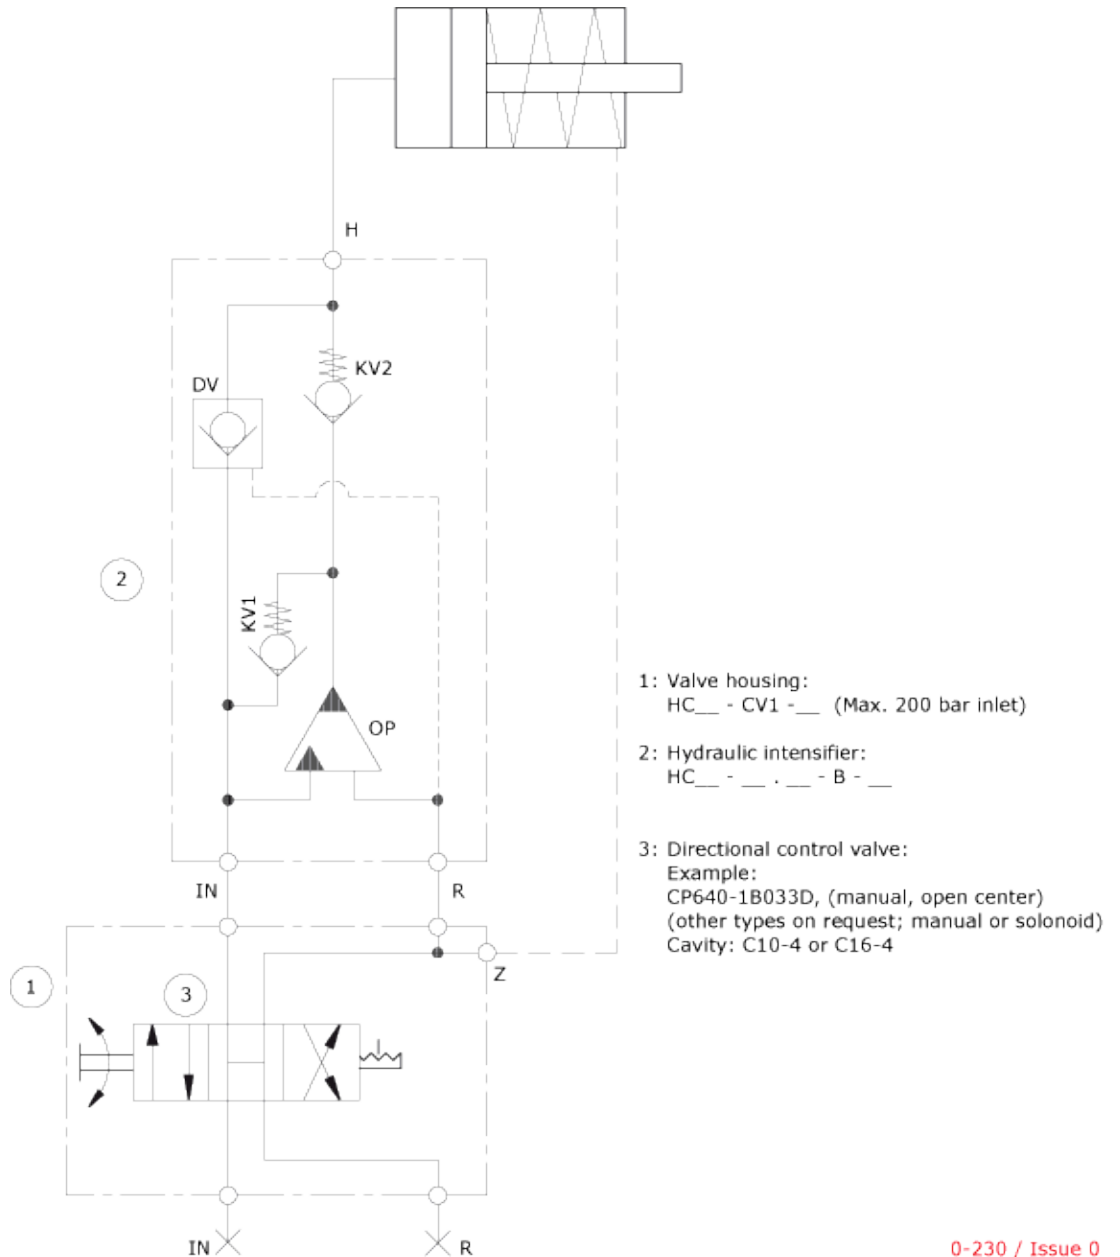 H
KV2
DV
2
KV1
OP
IN
R
Z
1
3
IN
R
1: Valve housing:
HC__ - CV1 -__ (Max. 200 bar inlet)
2: Hydraulic intensifier:
HC__ - __ . __ - B - __
3: Directional control valve:
Example:
CP640-1B033D, (manual, open center)
(other types on request; manual or solonoid)
Cavity: C10-4 or C16-4
0-230 / Issue 0